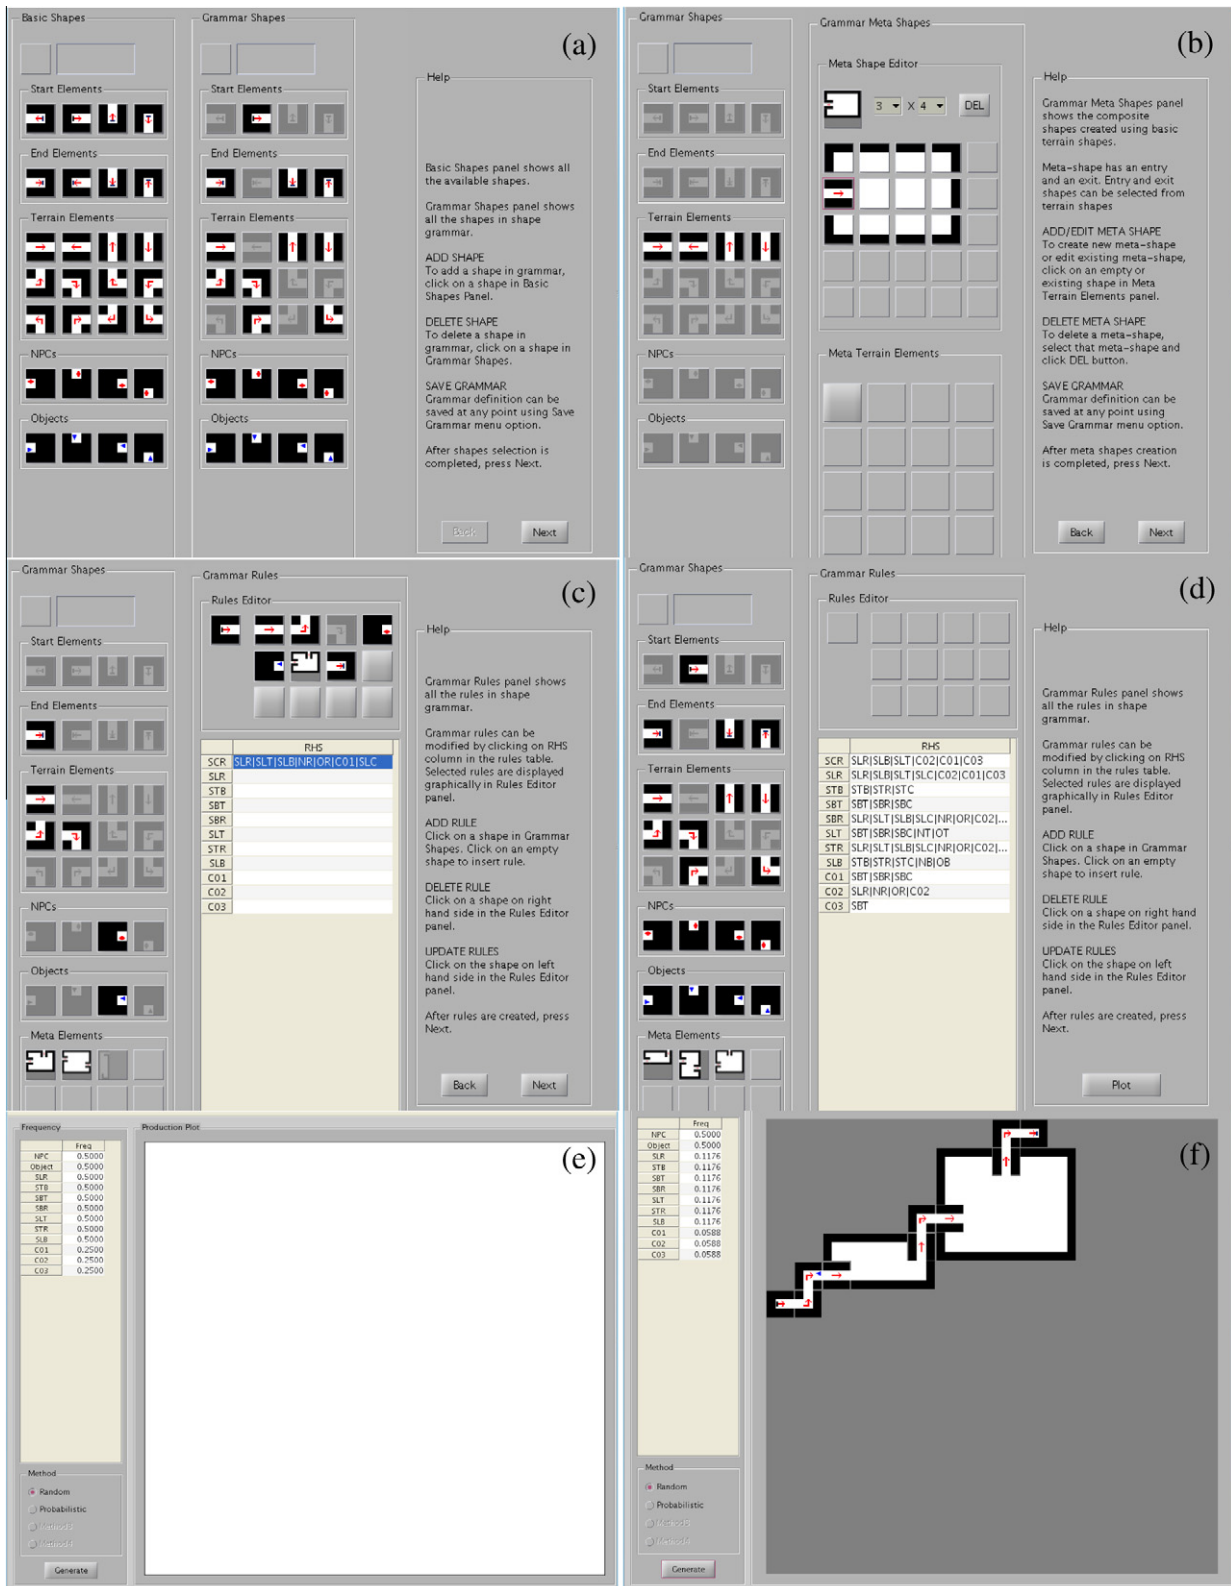 Basic Shapes
Grammar Shapes
(a)
Start Elements
Start Elements
End Elements
End Elements
Terrain Elements
Terrain Elements
NPCs
NPCs
Objects
Objects
Help
Basic Shapes panel shows all
the available shapes.
Grammar Shapes panel shows
all the shapes in shape
grammar.
ADD SHAPE
To add a shape in grammar,
click on a shape in Basic
Shapes Panel.
DELETE SHAPE
To delete a shape in
grammar, click on a shape in
Grammar Shapes.
SAVE GRAMMAR
Grammar definition can be
saved at any point using Save
Grammar menu option.
After shapes selection is
completed, press Next.
Back
Next
Grammar Shapes
Start Elements
End Elements
Terrain Elements
NPCs
Objects
Grammar Meta Shapes
(b)
Meta Shape Editor
3 X 4
DEL
Meta Terrain Elements
Help
Grammar Meta Shapes panel
shows the composite
shapes created using basic
terrain shapes.
Meta-shape has an entry
and an exit. Entry and exit
shapes can be selected from
terrain shapes
ADD/EDIT META SHAPE
To create new meta-shape
or edit existing meta-shape,
click on an empty or
existing shape in Meta
Terrain Elements panel.
DELETE META SHAPE
To delete a meta-shape,
select that meta-shape and
click DEL button.
SAVE GRAMMAR
Grammar definition can be
saved at any point using
Save Grammar menu option.
After meta shapes creation
is completed, press Next.
Back
Next
Grammar Shapes
Start Elements
End Elements
Terrain Elements
NPCs
Objects
Meta Elements
Grammar Rules
(c)
Rules Editor
RHS
SCR SLR|SLT|SLB|NR|OR|C01|SLC
SLR
STB
SBT
SBR
SLT
STR
SLB
C01
C02
C03
Help
Grammar Rules panel shows
all the rules in shape
grammar.
Grammar rules can be
modified by clicking on RHS
column in the rules table.
Selected rules are displayed
graphically in Rules Editor
panel.
ADD RULE
Click on a shape in Grammar
Shapes. Click on an empty
shape to insert rule.
DELETE RULE
Click on a shape on right
hand side in the Rules Editor
panel.
UPDATE RULES
Click on the shape on left
hand side in the Rules Editor
panel.
After rules are created, press
Next.
Back
Next
Grammar Shapes
Start Elements
End Elements
Terrain Elements
NPCs
Objects
Meta Elements
Grammar Rules
(d)
Rules Editor
RHS
SCR SLR|SLB|SLT|C02|C01|C03
SLR SLR|SLB|SLT|SLC|C02|C01|C03
STB STB|STR|STC
SBT SBT|SBR|SBC
SBR SLR|SLT|SLB|SLC|NR|OR|C02|...
SLT SBT|SBR|SBC|NT|OT
STR SLR|SLT|SLB|SLC|NR|OR|C02|...
SLB STB|STR|STC|NB|OB
C01 SBT|SBR|SBC
C02 SLR|NR|OR|C02
C03 SBT
Help
Grammar Rules panel shows
all the rules in shape
grammar.
Grammar rules can be
modified by clicking on RHS
column in the rules table.
Selected rules are displayed
graphically in Rules Editor
panel.
ADD RULE
Click on a shape in Grammar
Shapes. Click on an empty
shape to insert rule.
DELETE RULE
Click on a shape on right hand
side in the Rules Editor panel.
UPDATE RULES
Click on the shape on left
hand side in the Rules Editor
panel.
After rules are created, press
Next.
Plot
Frequency
Freq
NPC 0.5000
Object 0.5000
SLR 0.5000
STB 0.5000
SBT 0.5000
SBR 0.5000
SLT 0.5000
STR 0.5000
SLB 0.5000
C01 0.2500
C02 0.2500
C03 0.2500
Method
Random
Probabilistic
Method3
Method4
Generate
Production Plot
(e)
Freq
NPC 0.5000
Object 0.5000
SLR 0.1176
STB 0.1176
SBT 0.1176
SBR 0.1176
SLT 0.1176
STR 0.1176
SLB 0.1176
C01 0.0588
C02 0.0588
C03 0.0588
Method
Random
Probabilistic
Method3
Method4
Generate
(f)